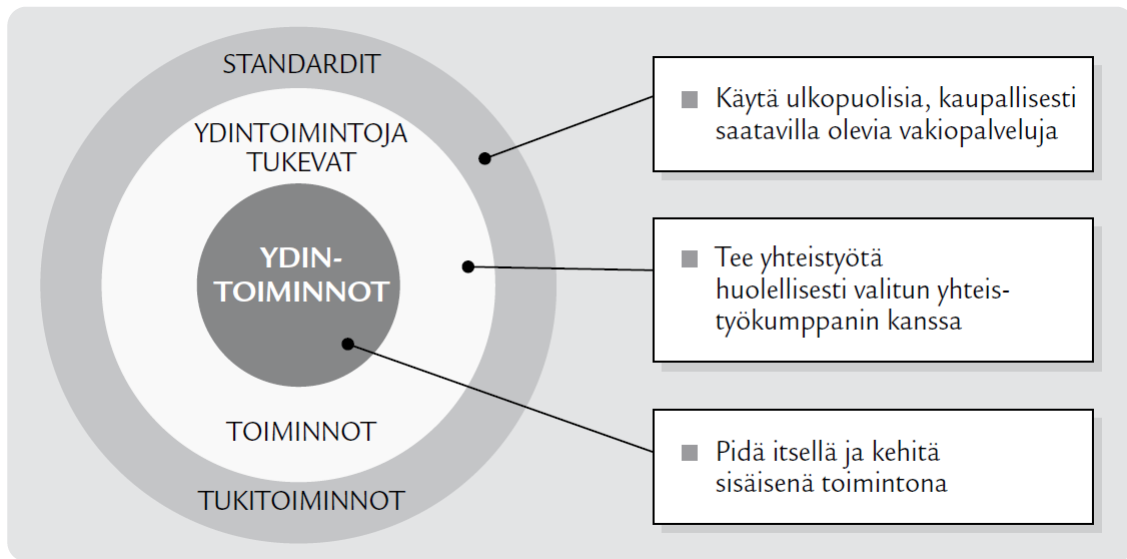 STANDARDIT
YDINTOIMINTOJA
TUKEVAT
YDIN-
TOIMINNOT
TOIMINNOT
TUKITOIMINNOT
Käytä ulkopuolisia, kaupallisesti
saatavilla olevia vakiopalveluja
Tee yhteistyötä
huolellisesti valitun yhteis-
työkumppanin kanssa
Pidä itsellä ja kehitä
sisäisenä toimintona